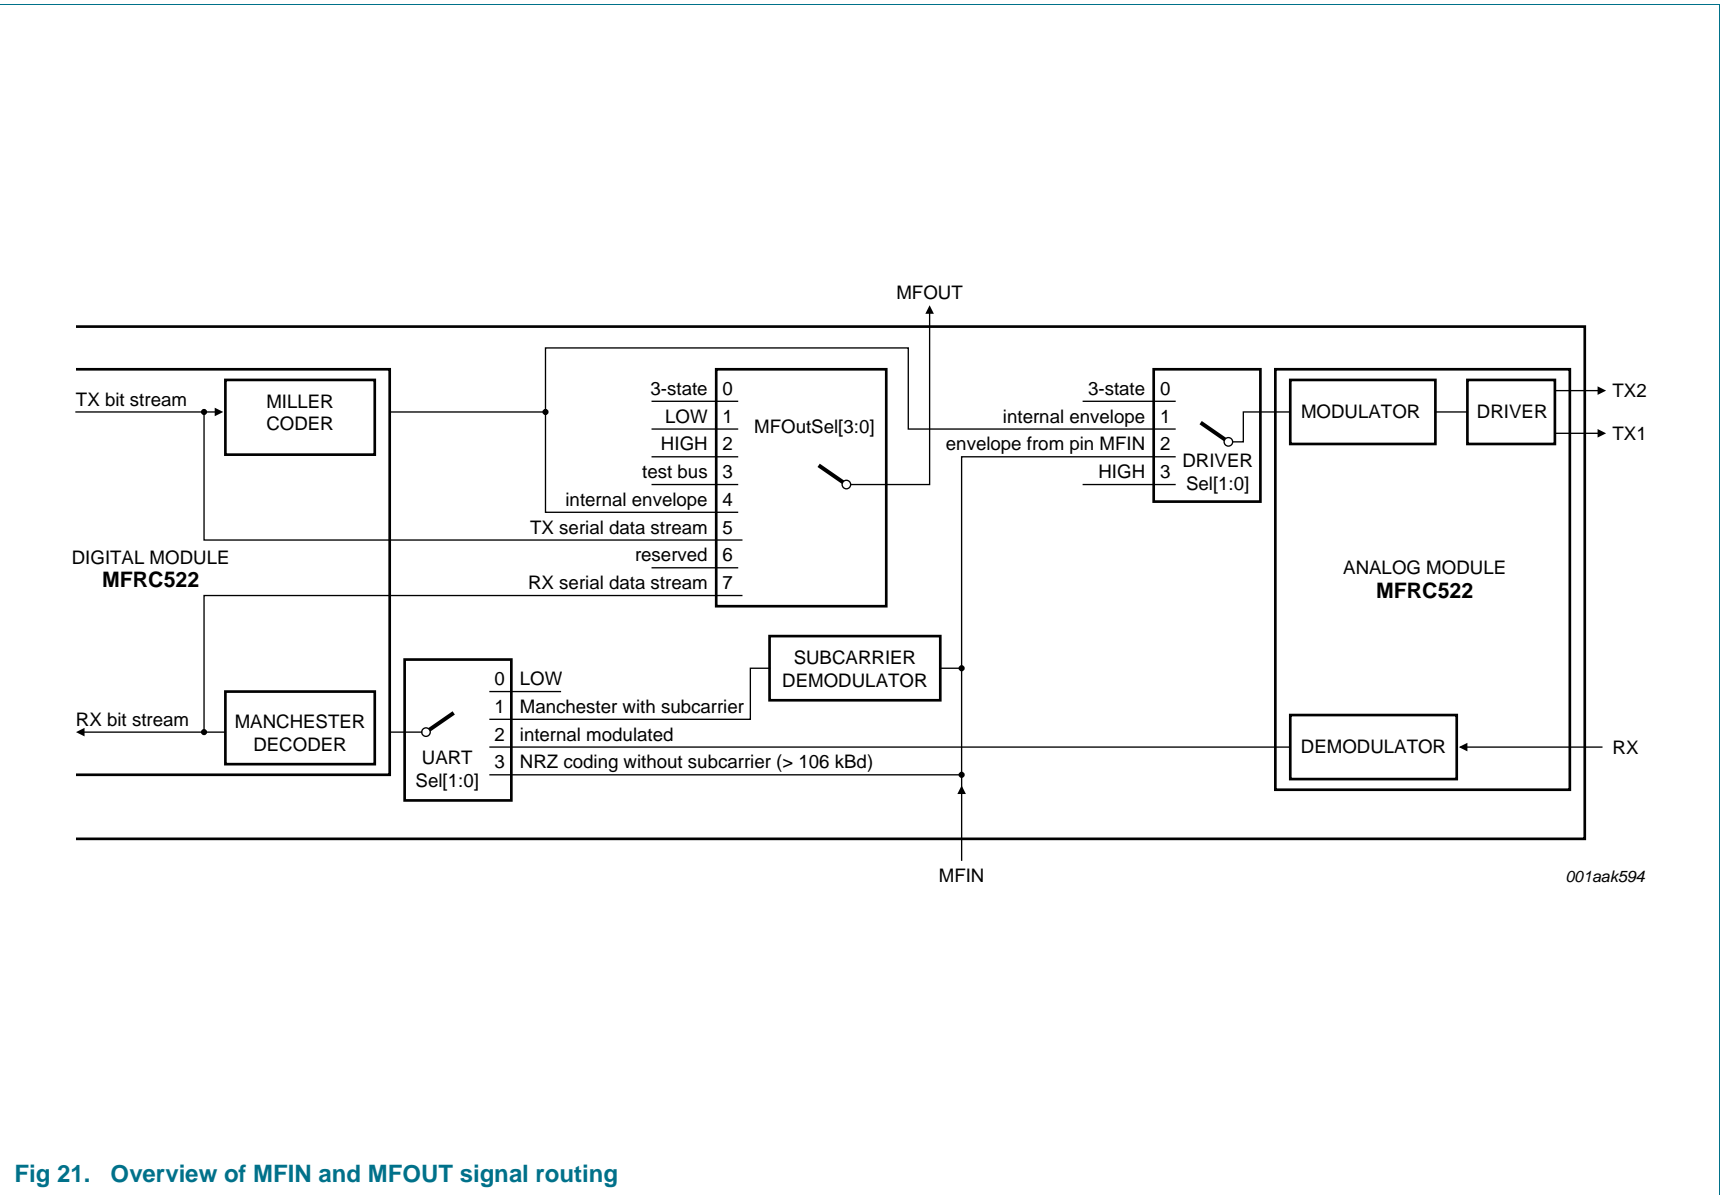 MFOUT
TX bit stream
MILLER
CODER
3-state 0
LOW 1
HIGH 2
test bus 3
internal envelope 4
TX serial data stream 5
reserved 6
RX serial data stream 7
MFOutSel[3:0]
3-state 0
internal envelope 1
envelope from pin MFIN 2
HIGH 3
DRIVER
Sel[1:0]
MODULATOR
DRIVER
TX2
TX1
DIGITAL MODULE
MFRC522
ANALOG MODULE
MFRC522
SUBCARRIER
DEMODULATOR
RX bit stream
MANCHESTER
DECODER
UART
Sel[1:0]
0 LOW
1 Manchester with subcarrier
2 internal modulated
3 NRZ coding without subcarrier (> 106 kBd)
DEMODULATOR
RX
MFIN
001aak594
Fig 21. Overview of MFIN and MFOUT signal routing